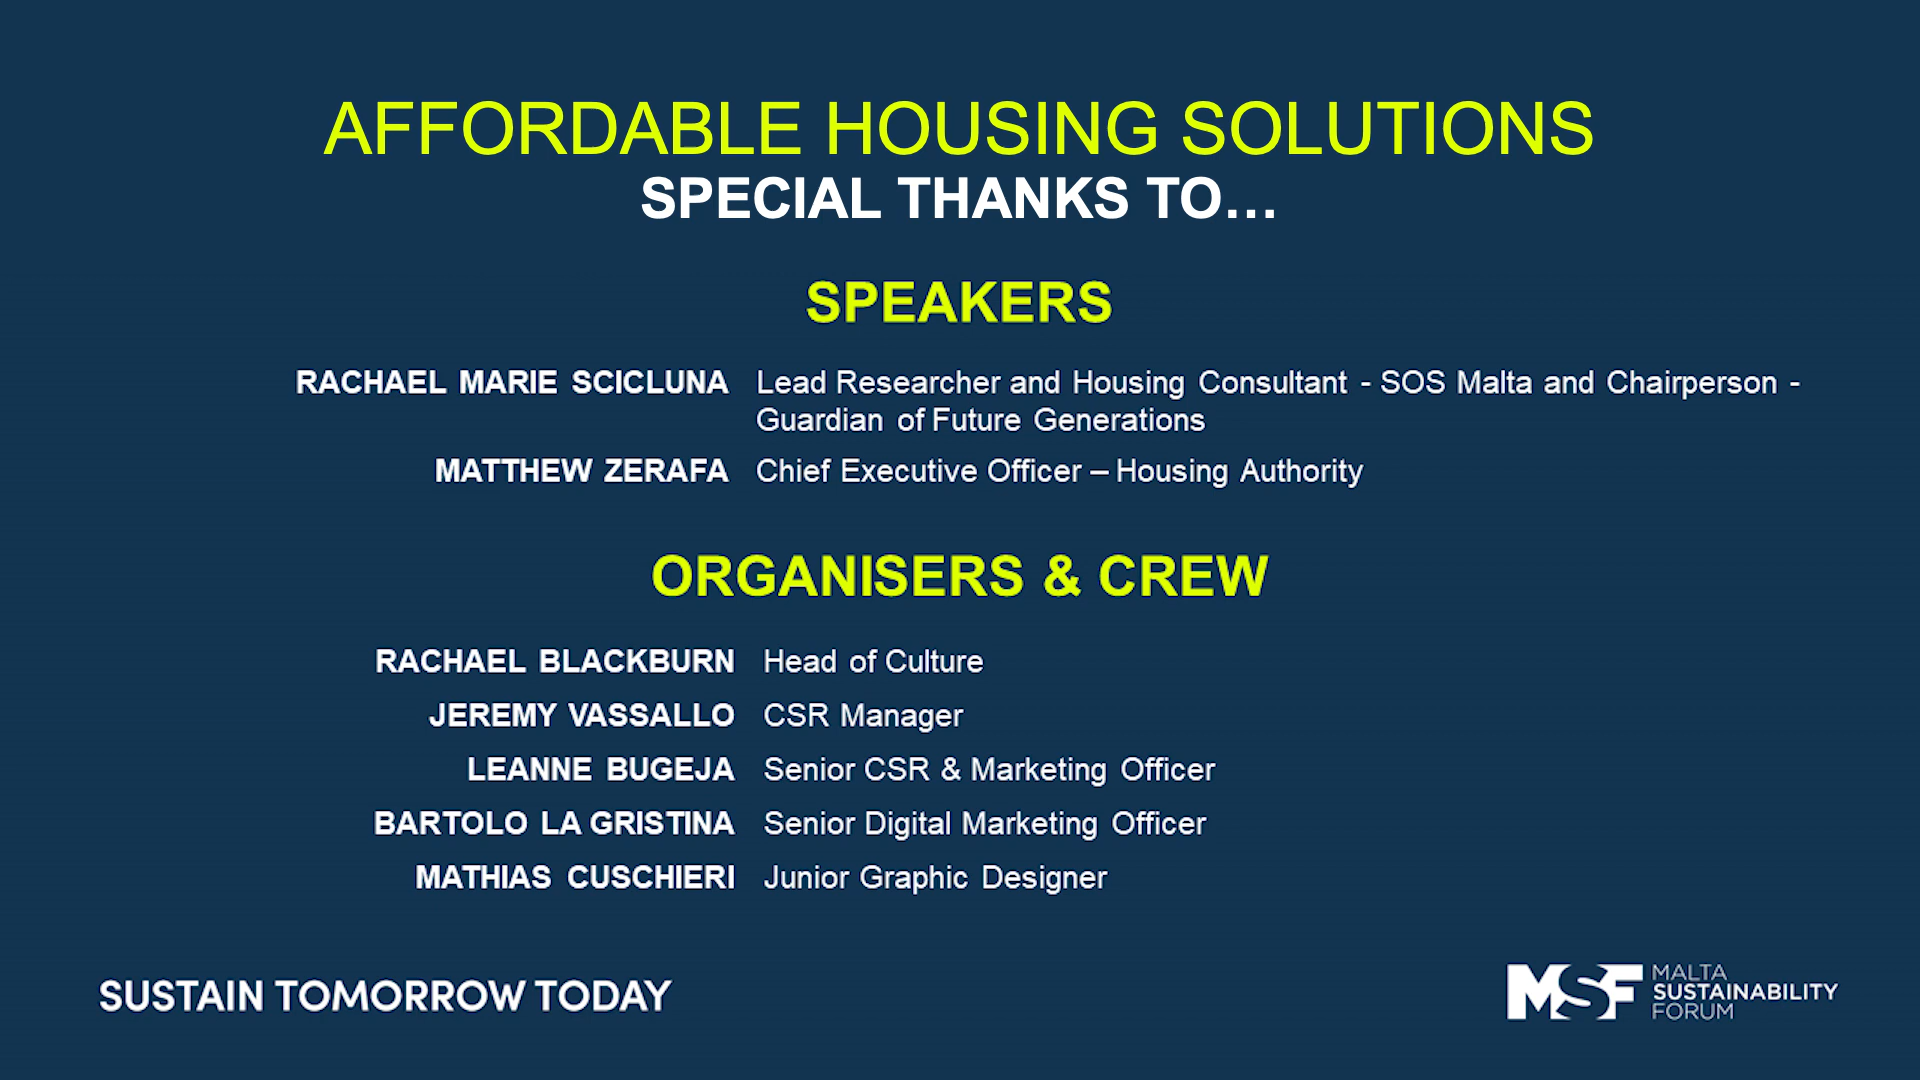 AFFORDABLE HOUSING SOLUTIONS
SPECIAL THANKS TO…
SPEAKERS
RACHAEL MARIE SCICLUNA Lead Researcher and Housing Consultant - SOS Malta and Chairperson -
Guardian of Future Generations
MATTHEW ZERAFA Chief Executive Officer – Housing Authority
ORGANISERS & CREW
RACHAEL BLACKBURN Head of Culture
JEREMY VASSALLO CSR Manager
LEANNE BUGEJA Senior CSR & Marketing Officer
BARTOLO LA GRISTINA Senior Digital Marketing Officer
MATHIAS CUSCHIERI Junior Graphic Designer
SUSTAIN TOMORROW TODAY
MSF
MALTA
SUSTAINABILITY
FORUM